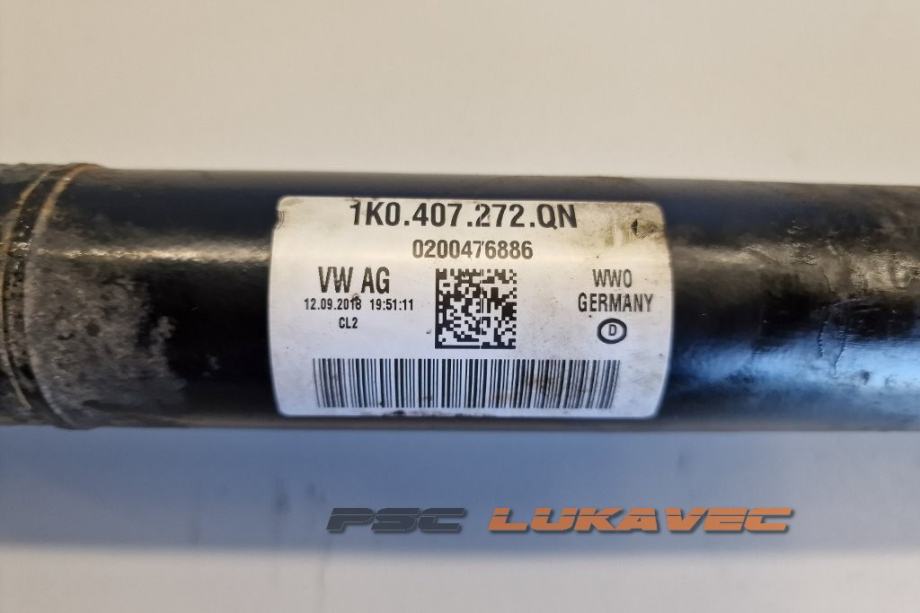 1K0.407.272.QN
0200476886
VW AG
12.09.2018 19:51:11
CL2
WWO
GERMANY
D
PSC LUKAVEC